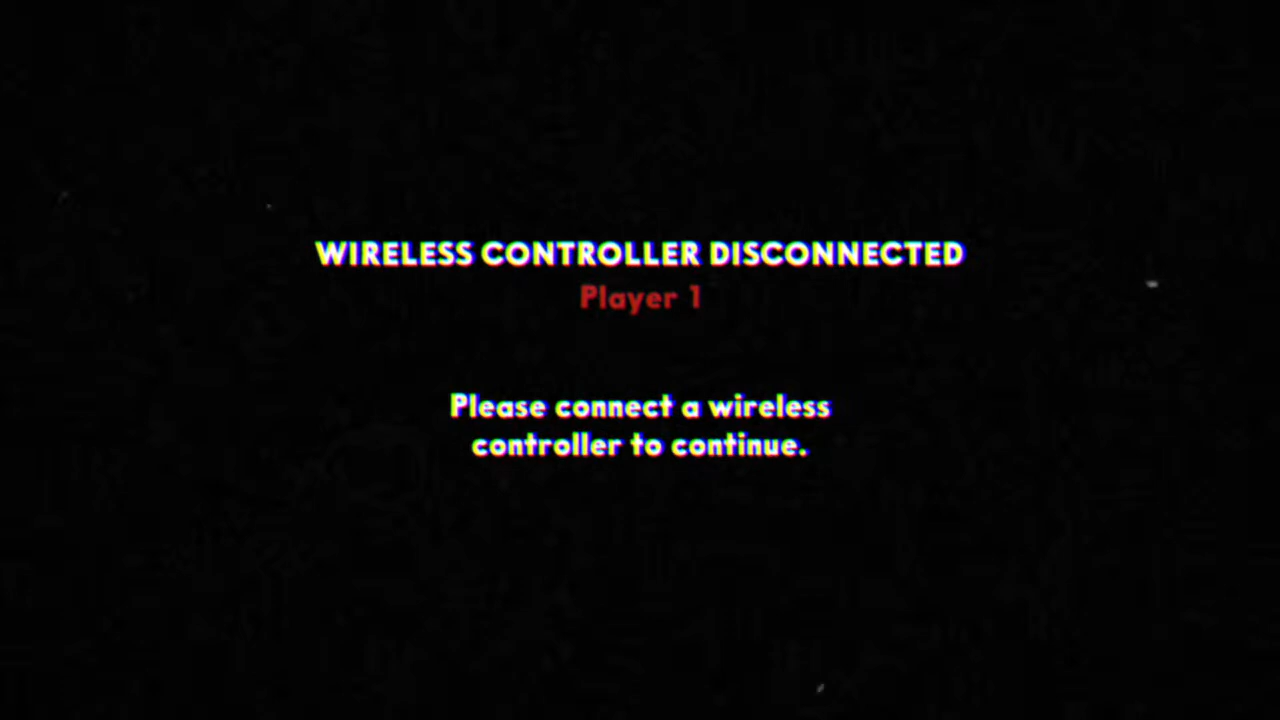 WIRELESS CONTROLLER DISCONNECTED
Player 1
Please connect a wireless
controller to continue.